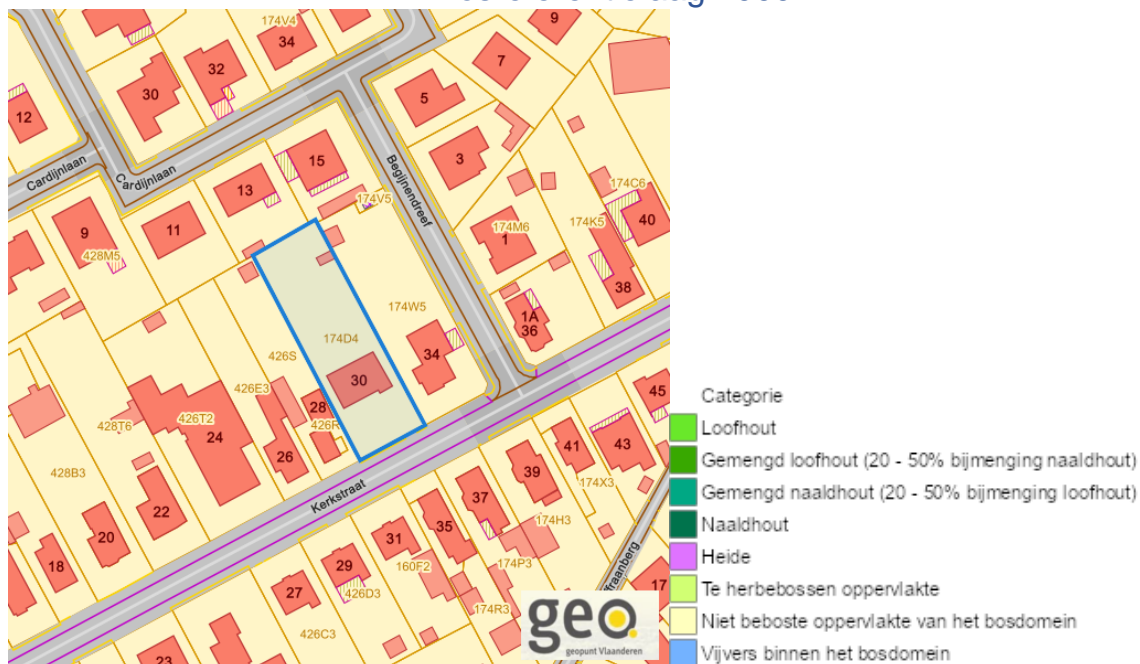 174V4
9
34
7
32
30
5
12
15
3
Cardijnlaan
Cardijnlaan
Begijnendreef
13
174V5
174C6
40
9
11
1
174M6
174K5
428M5
38
174W5
1A
36
174D4
34
426S
30
45
426E3
28
426R
41
43
428T6
426T2
24
26
39
174X3
428B3
Kerkstraat
37
22
35
174H3
20
31
160F2
18
29
174P3
17
27
426D3
174R3
426C3
23
geo
geopunt Vlaanderen
Categorie
Loofhout
Gemengd loofhout (20 - 50% bijmenging naaldhout)
Gemengd naaldhout (20 - 50% bijmenging loofhout)
Naaldhout
Heide
Te herbebossen oppervlakte
Niet beboste oppervlakte van het bosdomein
Vijvers binnen het bosdomein